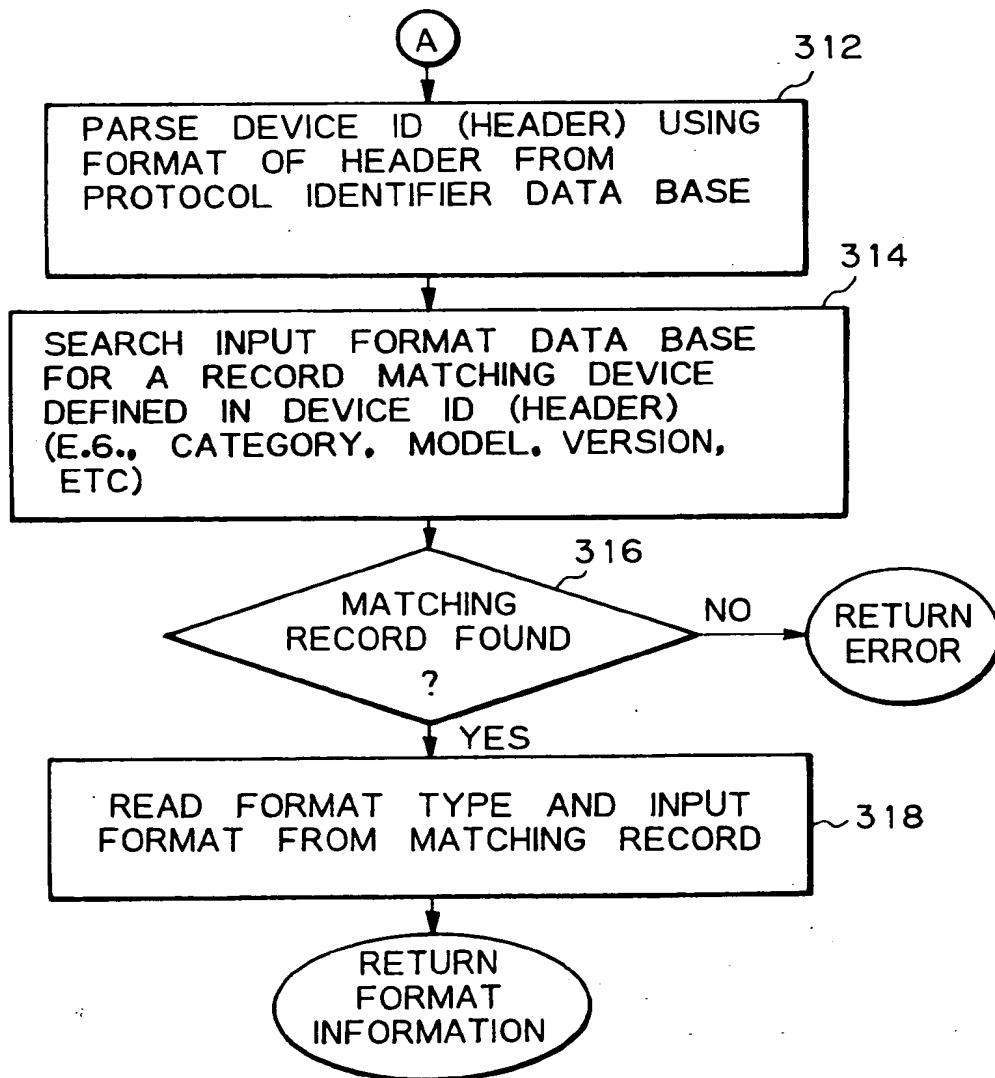 A
312
PARSE DEVICE ID (HEADER) USING
FORMAT OF HEADER FROM
PROTOCOL IDENTIFIER DATA BASE
314
SEARCH INPUT FORMAT DATA BASE
FOR A RECORD MATCHING DEVICE
DEFINED IN DEVICE ID (HEADER)
(E.6., CATEGORY. MODEL. VERSION,
ETC)
316
MATCHING
RECORD FOUND
?
NO
RETURN
ERROR
YES
READ FORMAT TYPE AND INPUT
FORMAT FROM MATCHING RECORD
318
RETURN
FORMAT
INFORMATION